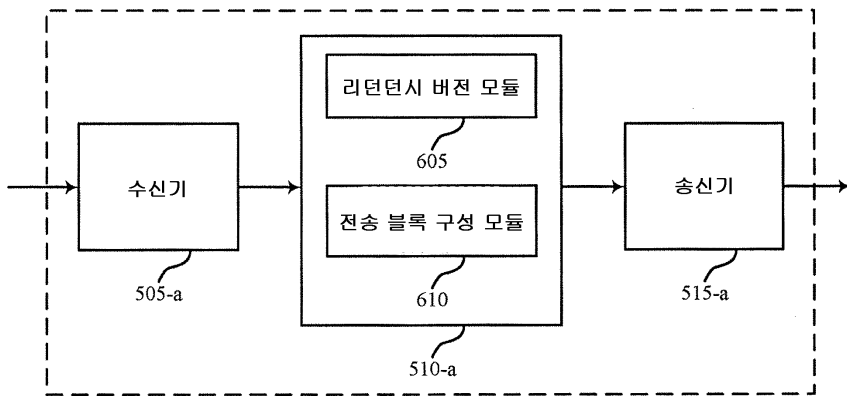 리던던시 버전 모듈
605
수신기
전송 블록 구성 모듈
송신기
505-a
610
515-a
510-a